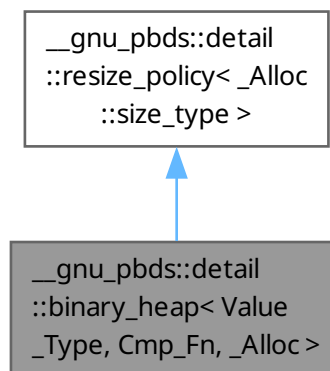 __gnu_pbds::detail
::resize_policy< _Alloc
::size_type >
__gnu_pbds::detail
::binary_heap< Value
_Type, Cmp_Fn, _Alloc >